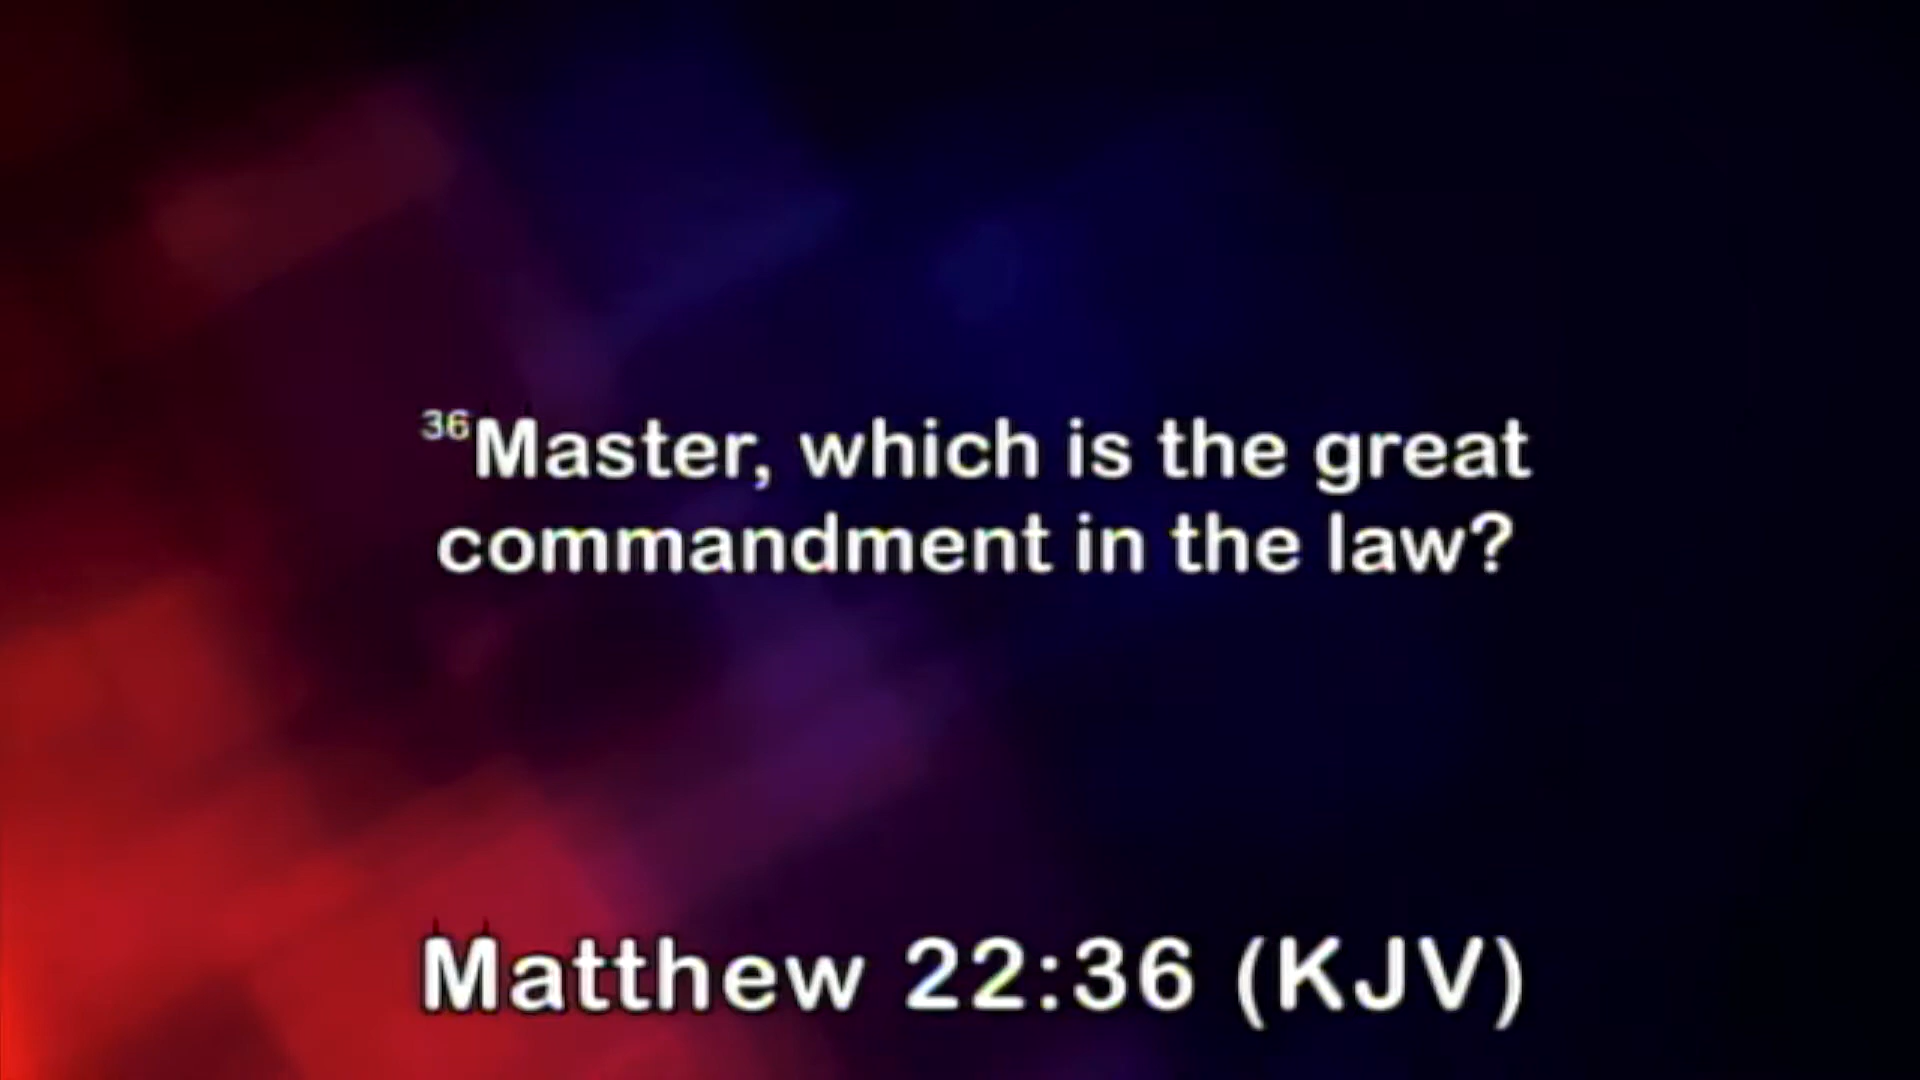 36Master, which is the great
commandment in the law?
Matthew 22:36 (KJV)